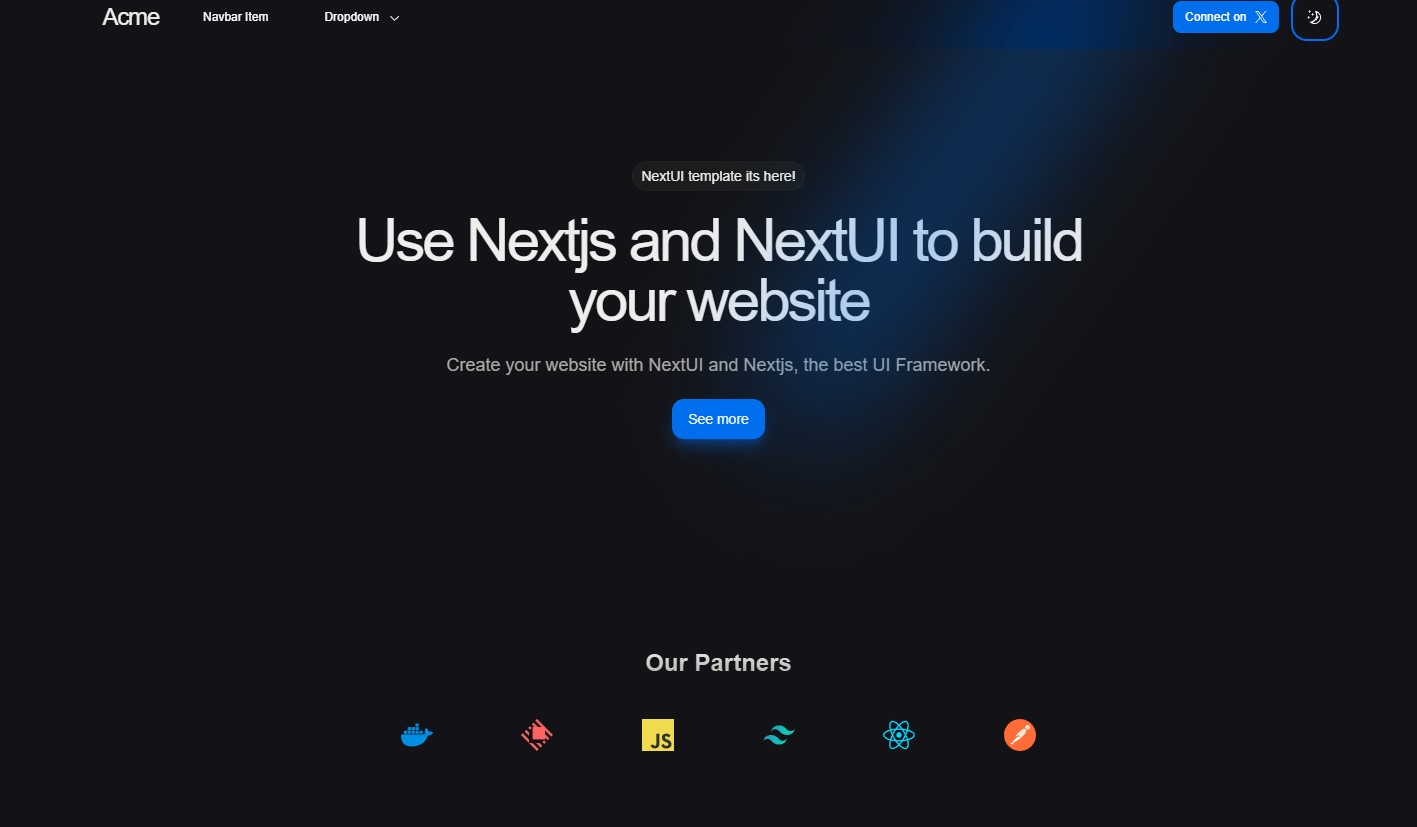 Acme
Navbar Item
Dropdown
Connect on X
NextUI template its here!
Use Nextjs and NextUI to build
your website
Create your website with NextUI and Nextjs, the best UI Framework.
See more
Our Partners
JS